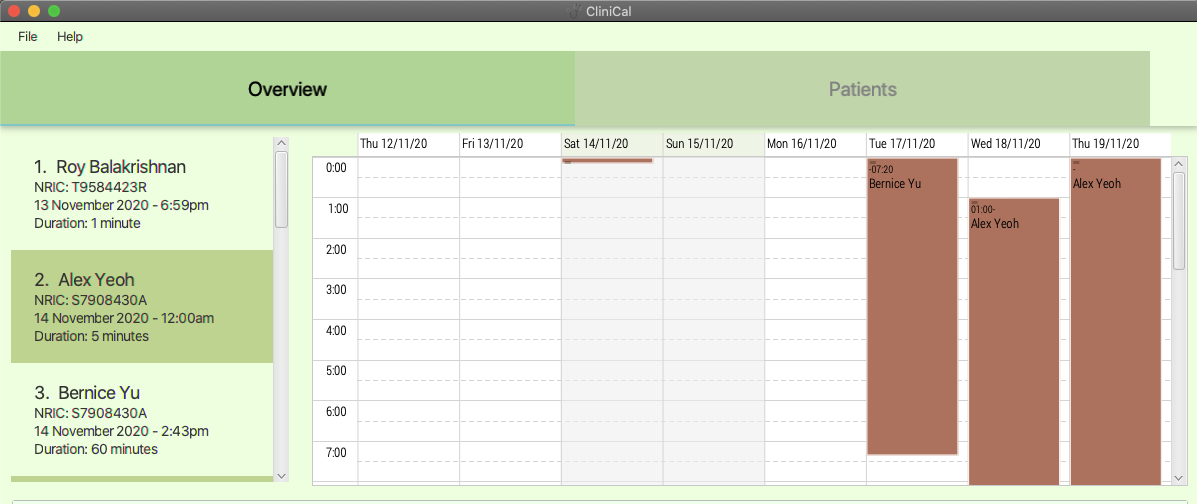 CliniCal
File Help
Overview Patients
1. Roy Balakrishnan
NRIC: T9584423R
13 November 2020 - 6:59pm
Duration: 1 minute
2. Alex Yeoh
NRIC: S7908430A
14 November 2020 - 12:00am
Duration: 5 minutes
3. Bernice Yu
NRIC: S7908430A
14 November 2020 - 2:43pm
Duration: 60 minutes
Thu 12/11/20 Fri 13/11/20 Sat 14/11/20 Sun 15/11/20 Mon 16/11/20 Tue 17/11/20 Wed 18/11/20 Thu 19/11/20
0:00
1:00
2:00
3:00
4:00
5:00
6:00
7:00
-07:20
Bernice Yu
01:00-
Alex Yeoh
-
Alex Yeoh